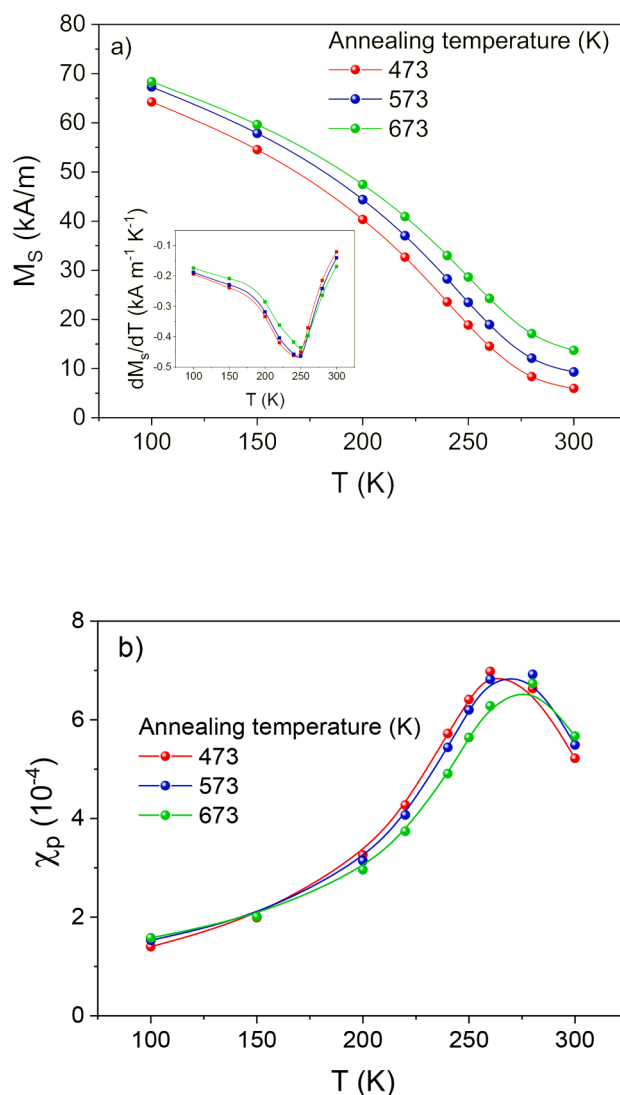 a)
Annealing temperature (K)
473
573
673
80
70
60
50
40
30
20
10
0
M_S (kA/m)
100 150 200 250 300
T (K)
-0.1
-0.2
-0.3
-0.4
-0.5
dM_s/dT (kA m⁻¹ K⁻¹)
100 150 200 250 300
T (K)
b)
Annealing temperature (K)
473
573
673
8
6
4
2
0
χ_p (10⁻⁴)
100 150 200 250 300
T (K)